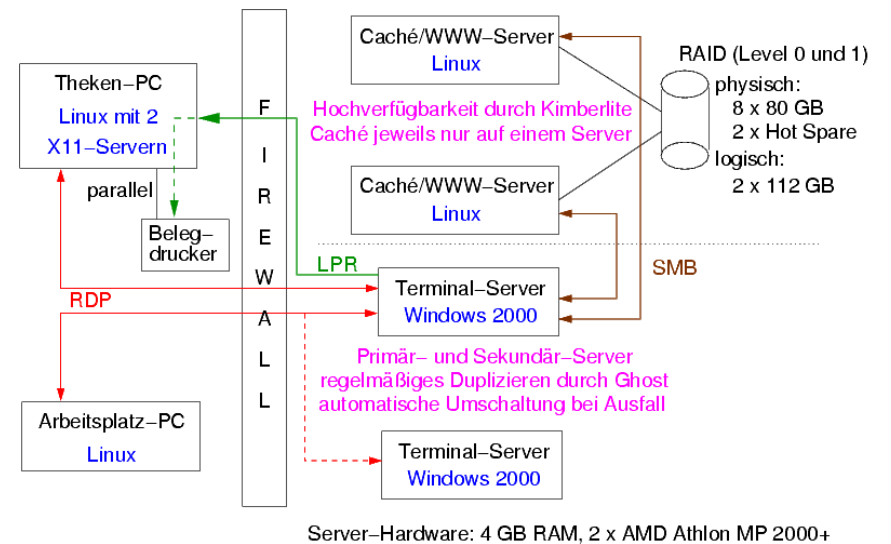 Theken–PC
Linux mit 2
X11–Servern
parallel
Beleg–
drucker
RDP
Arbeitsplatz–PC
Linux
F
I
R
E
W
A
L
L
LPR
Caché/WWW–Server
Linux
Hochverfügbarkeit durch Kimberlite
Caché jeweils nur auf einem Server
Caché/WWW–Server
Linux
RAID (Level 0 und 1)
physisch:
8 x 80 GB
2 x Hot Spare
logisch:
2 x 112 GB
SMB
Terminal–Server
Windows 2000
Primär– und Sekundär–Server
regelmäßiges Duplizieren durch Ghost
automatische Umschaltung bei Ausfall
Terminal–Server
Windows 2000
Server–Hardware: 4 GB RAM, 2 x AMD Athlon MP 2000+